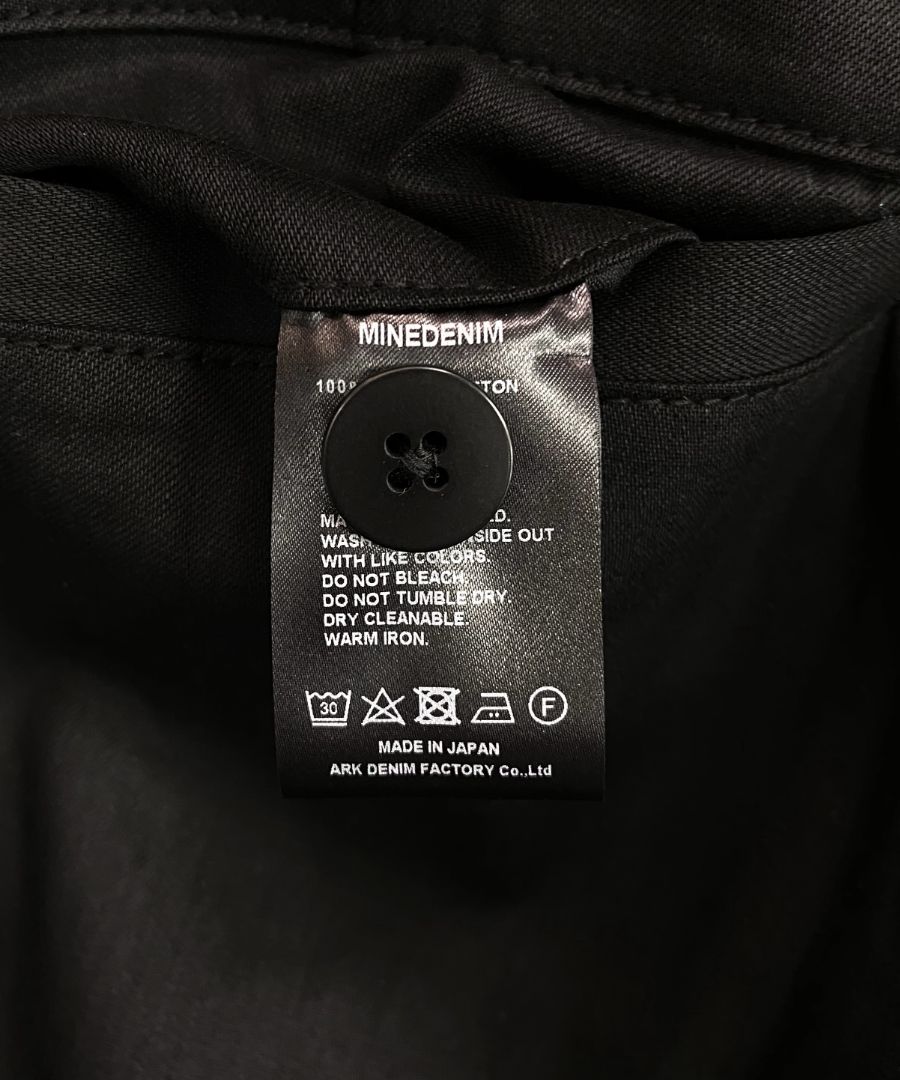 MINEDENIM
100%
WITH LIKE COLORS.
DO NOT BLEACH.
DO NOT TUMBLE DRY.
DRY CLEANABLE.
WARM IRON.
30 F
MADE IN JAPAN
ARK DENIM FACTORY Co.,Ltd